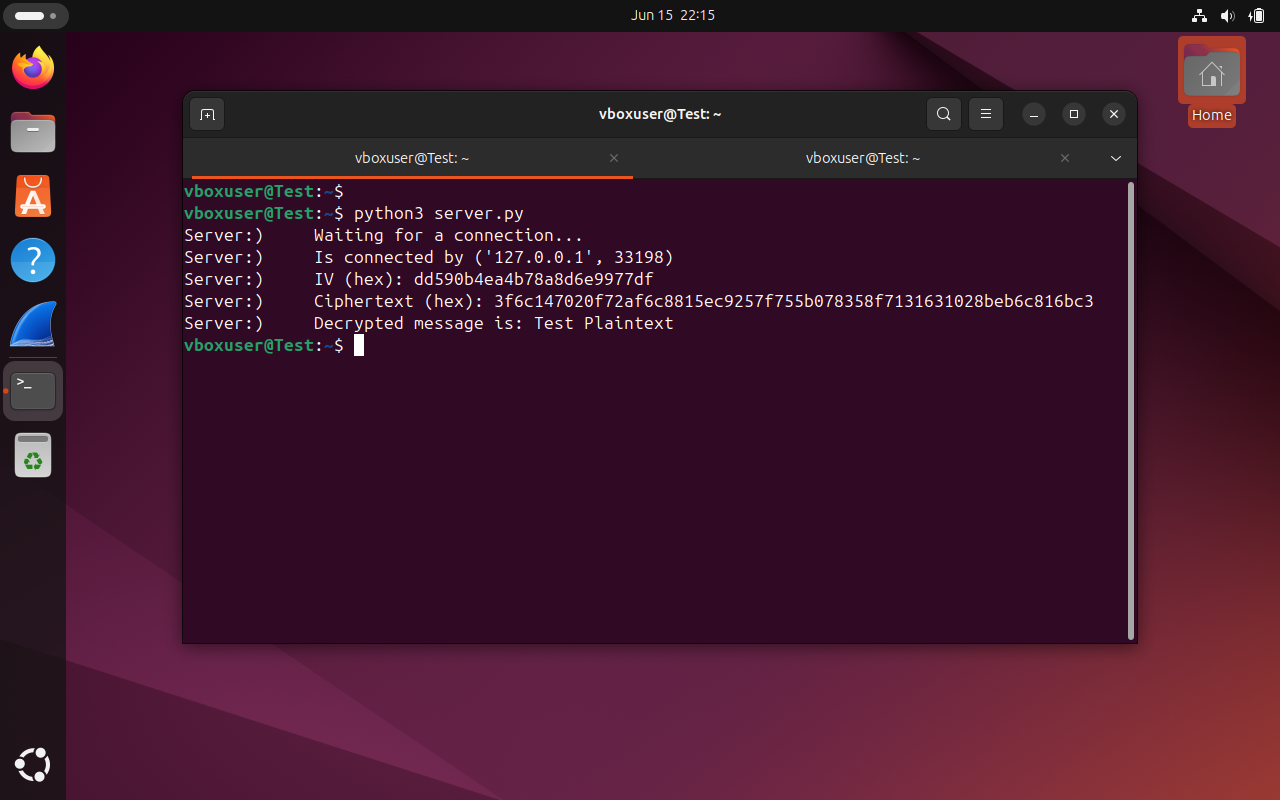 Jun 15 22:15
Home
vboxuser@Test: ~
vboxuser@Test: ~
vboxuser@Test: ~
vboxuser@Test:~$
vboxuser@Test:~$ python3 server.py
Server:) Waiting for a connection...
Server:) Is connected by ('127.0.0.1', 33198)
Server:) IV (hex): dd590b4ea4b78a8d6e9977df
Server:) Ciphertext (hex): 3f6c147020f72af6c8815ec9257f755b078358f7131631028beb6c816bc3
Server:) Decrypted message is: Test Plaintext
vboxuser@Test:~$